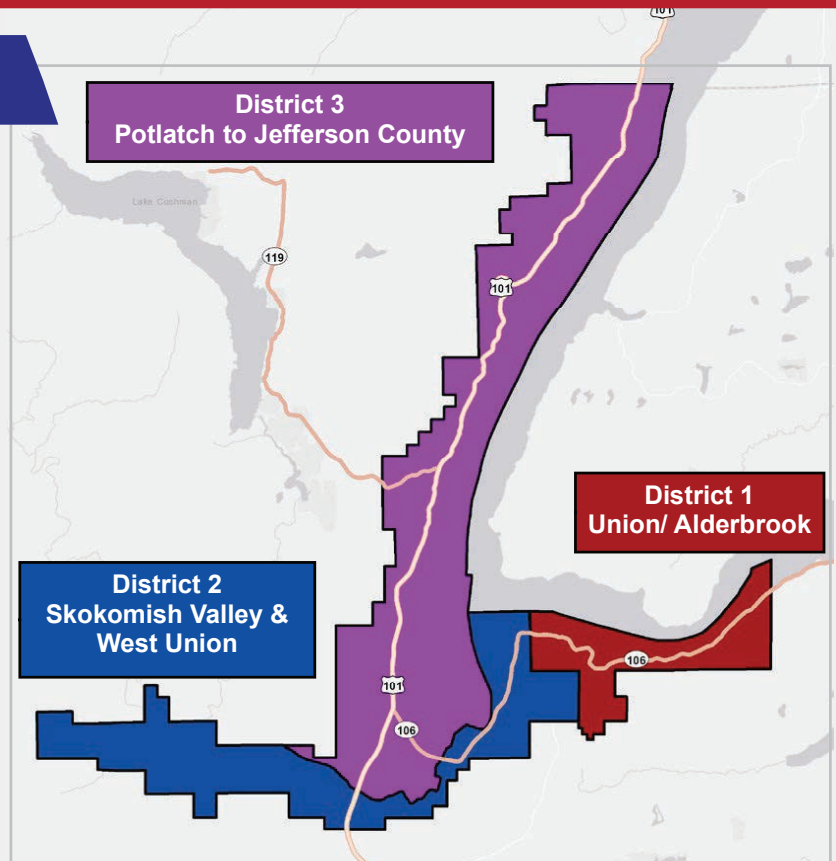 101
District 3
Potlatch to Jefferson County
Lake Cushman
119
101
District 1
Union/ Alderbrook
District 2
Skokomish Valley &
West Union
106
101
106